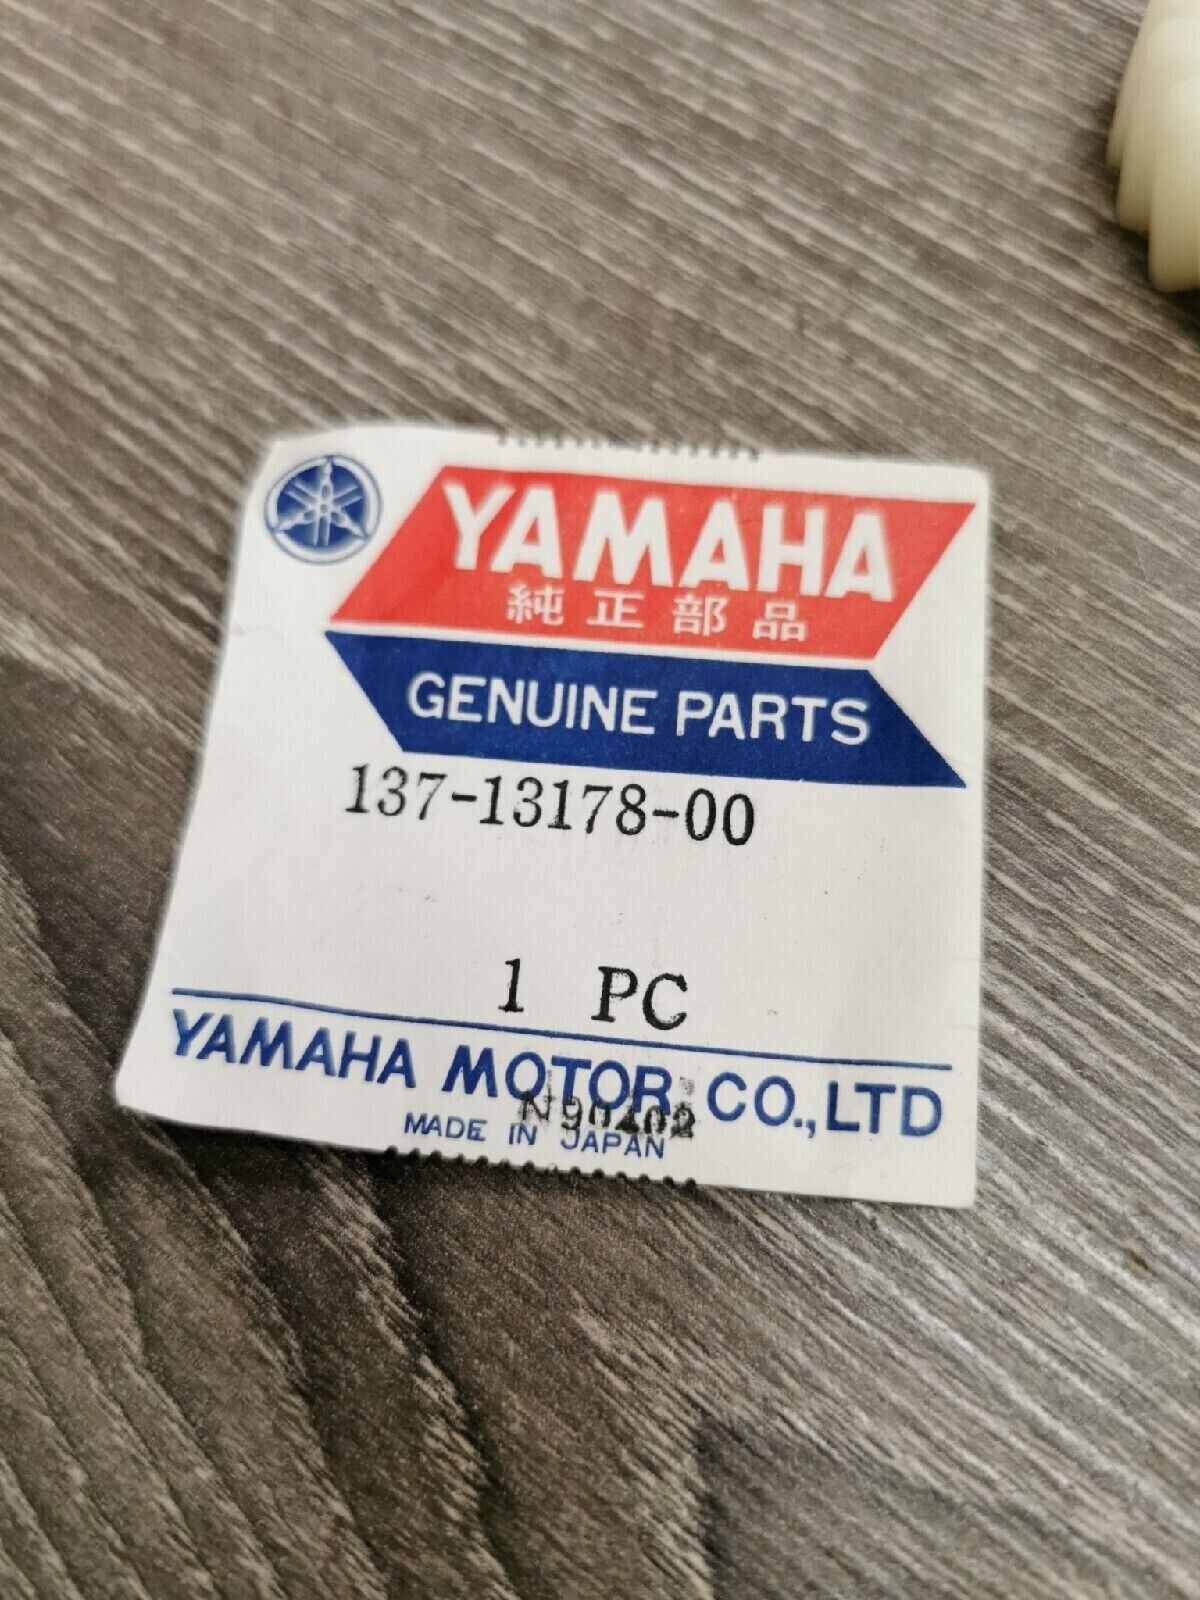 YAMAHA
純正部品
GENUINE PARTS
137-13178-00
1 PC
YAMAHA MOTOR CO., LTD
MADE IN JAPAN